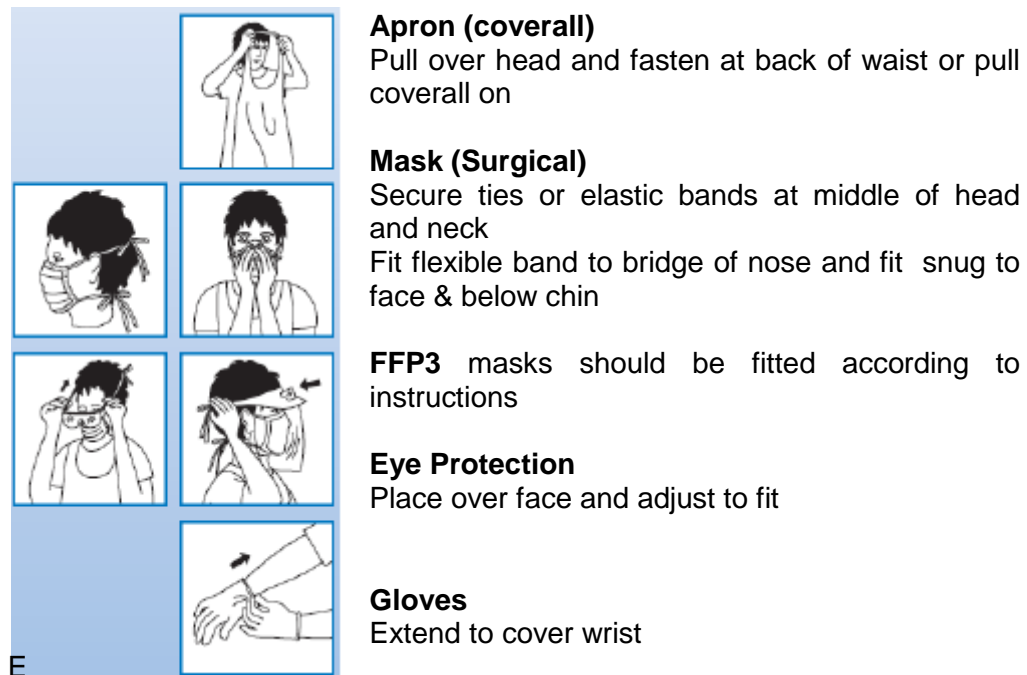 Apron (coverall)
Pull over head and fasten at back of waist or pull
coverall on
Mask (Surgical)
Secure ties or elastic bands at middle of head
and neck
Fit flexible band to bridge of nose and fit snug to
face & below chin
FFP3 masks should be fitted according to
instructions
Eye Protection
Place over face and adjust to fit
Gloves
Extend to cover wrist
E